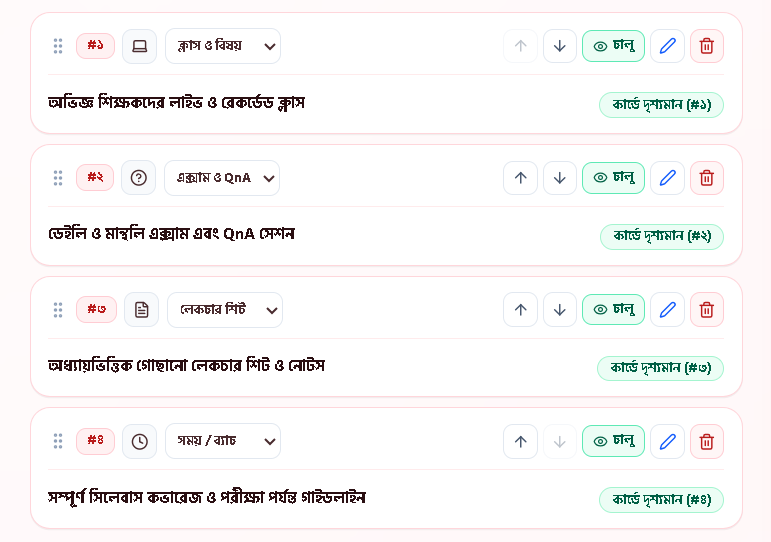 #১ ক্লাস ও বিষয় চালু
অভিজ্ঞ শিক্ষকদের লাইভ ও রেকর্ডেড ক্লাস কার্ডে দৃশ্যমান (#১)
#২ এক্সাম ও QnA চালু
ডেইলি ও মান্থলি এক্সাম এবং QnA সেশন কার্ডে দৃশ্যমান (#২)
#৩ লেকচার শিট চালু
অধ্যায়ভিত্তিক গোছানো লেকচার শিট ও নোটস কার্ডে দৃশ্যমান (#৩)
#৪ সময় / ব্যাচ চালু
সম্পূর্ণ সিলেবাস কভারেজ ও পরীক্ষা পর্যন্ত গাইডলাইন কার্ডে দৃশ্যমান (#৪)